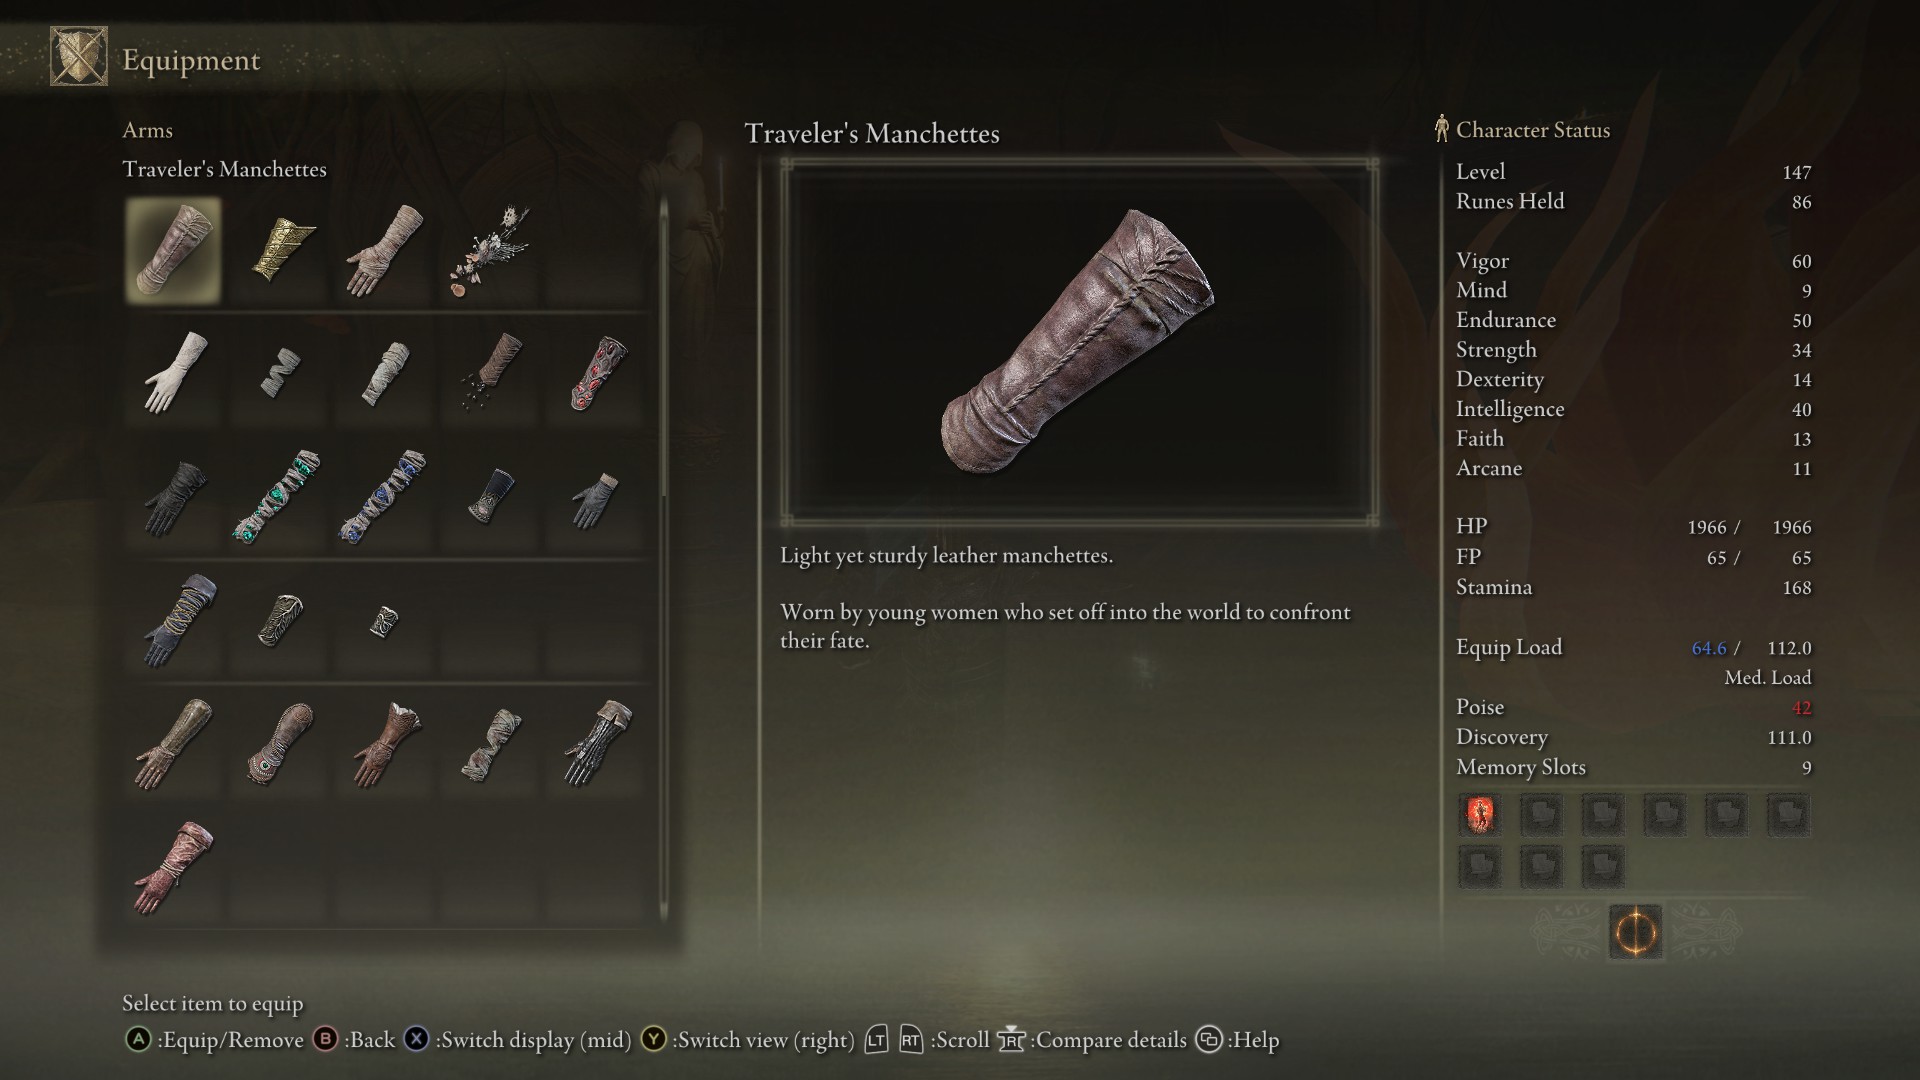 Equipment
Arms
Traveler's Manchettes
Traveler's Manchettes
Light yet sturdy leather manchettes.
Worn by young women who set off into the world to confront
their fate.
Character Status
Level 147
Runes Held 86
Vigor 60
Mind 9
Endurance 50
Strength 34
Dexterity 14
Intelligence 40
Faith 13
Arcane 11
HP 1966 / 1966
FP 65 / 65
Stamina 168
Equip Load 64.6 / 112.0
Med. Load
Poise 42
Discovery 111.0
Memory Slots 9
Select item to equip
A :Equip/Remove B :Back X :Switch display (mid) Y :Switch view (right) LT RT :Scroll R :Compare details :Help